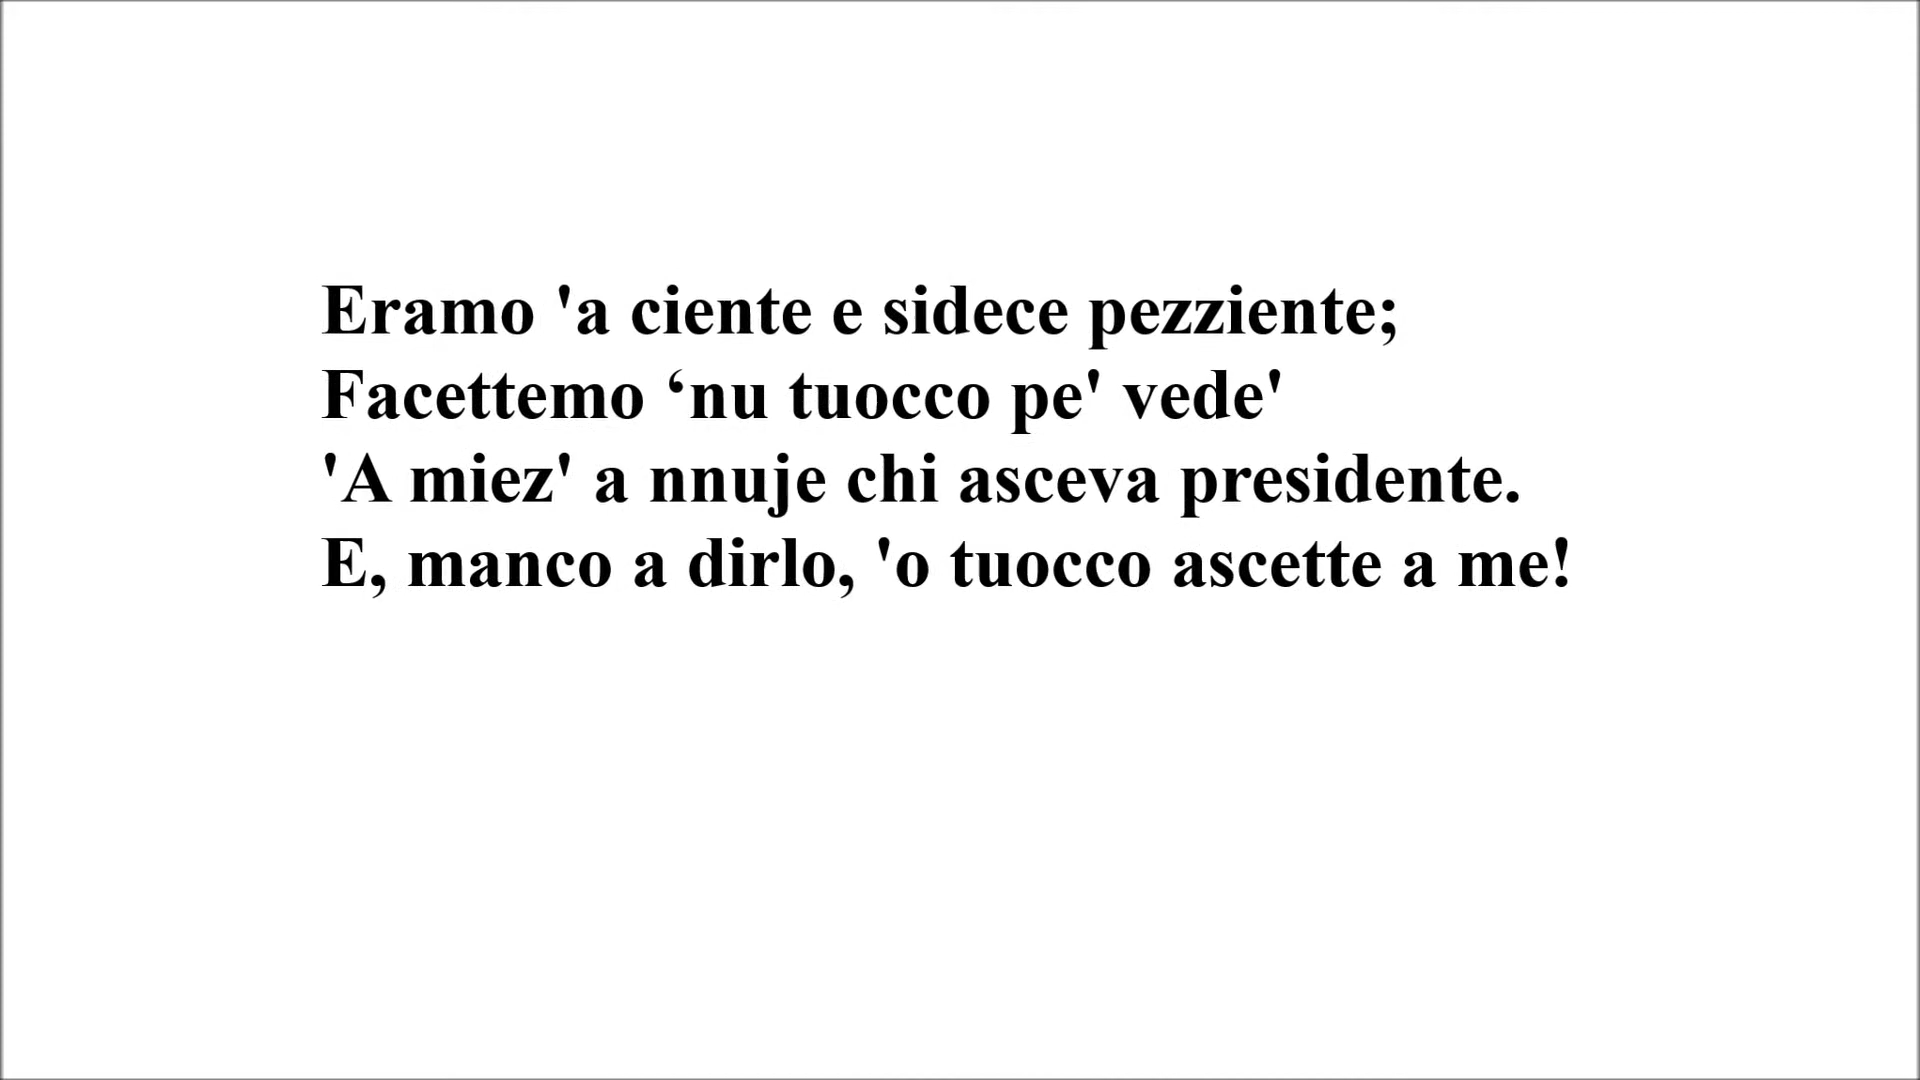 Eramo 'a ciente e sidece pezziente;
Facettemo ‘nu tuocco pe' vede'
'A miez' a nnuje chi asceva presidente.
E, manco a dirlo, 'o tuocco ascette a me!